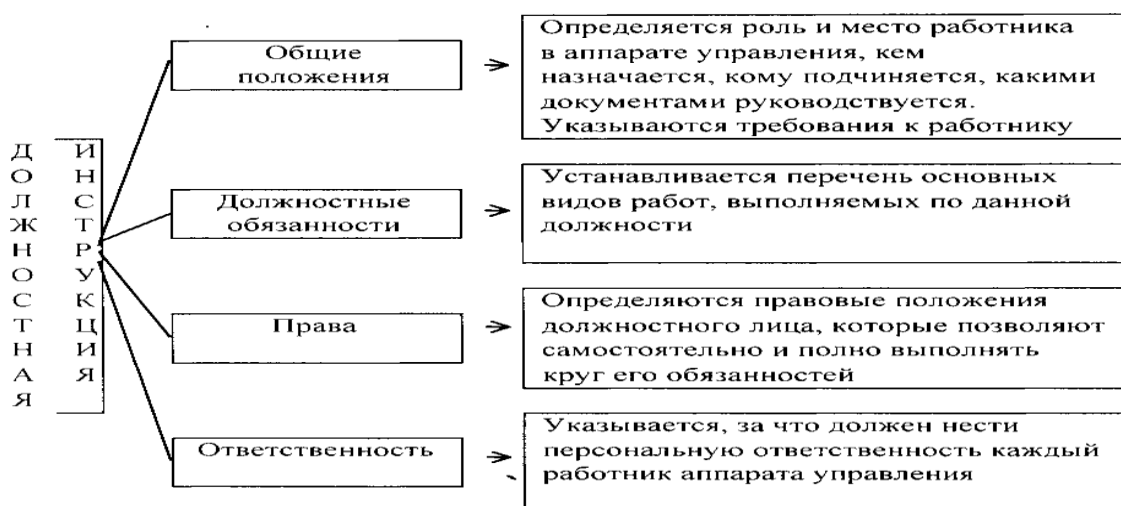 ДОЛЖНОСТНАЯ
ИНСТРУКЦИЯ
Общие
положения
Определяется роль и место работника
в аппарате управления, кем
назначается, кому подчиняется, какими
документами руководствуется.
Указываются требования к работнику
Должностные
обязанности
Устанавливается перечень основных
видов работ, выполняемых по данной
должности
Права
Определяются правовые положения
должностного лица, которые позволяют
самостоятельно и полно выполнять
круг его обязанностей
Ответственность
Указывается, за что должен нести
персональную ответственность каждый
работник аппарата управления